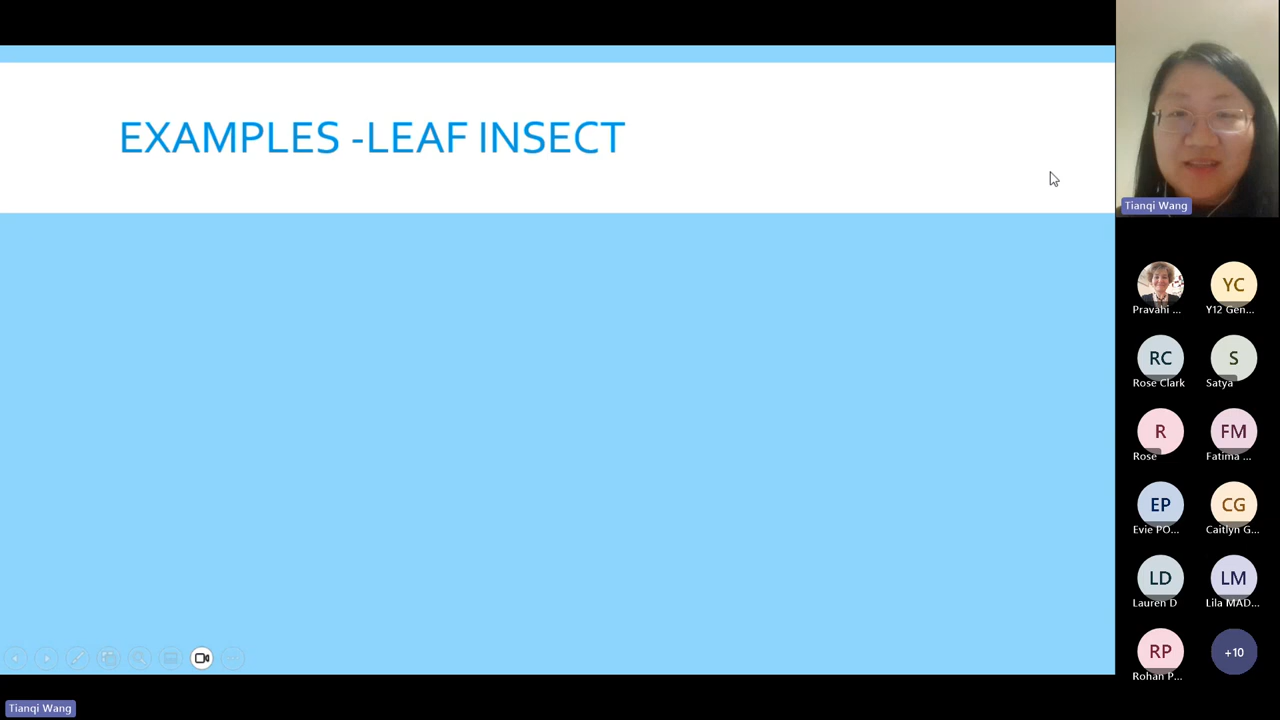 EXAMPLES -LEAF INSECT
Tianqi Wang
Pravahi ...
YC
Y12 Gen...
RC
Rose Clark
S
Satya
R
Rose
FM
Fatima ...
EP
Evie PO...
CG
Caitlyn G...
LD
Lauren D
LM
Lila MAD...
RP
Rohan P...
+10
Tianqi Wang